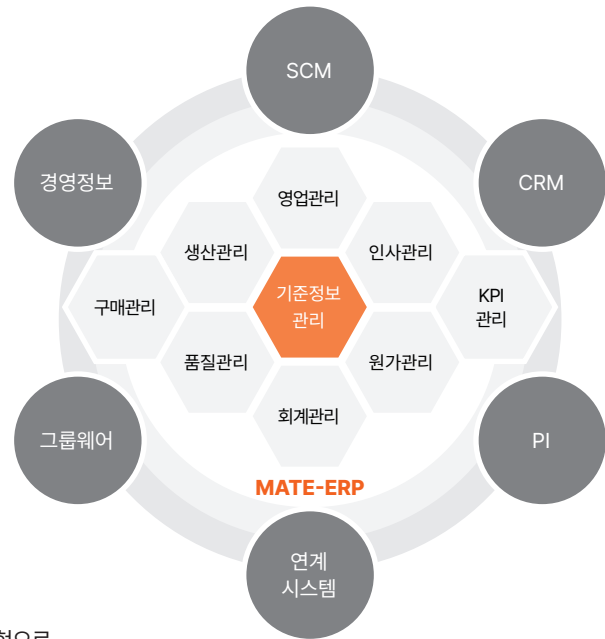 SCM
경영정보
CRM
영업관리
생산관리
인사관리
구매관리
기준정보
관리
KPI
관리
품질관리
원가관리
회계관리
그룹웨어
PI
MATE-ERP
연계
시스템